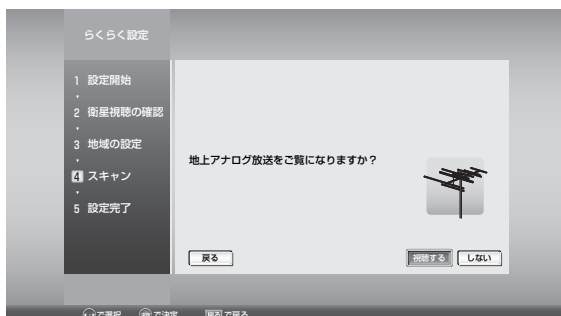 らくらく設定
1 設定開始
2 衛星視聴の確認
3 地域の設定
4 スキャン
5 設定完了
地上アナログ放送をご覧になりますか？
戻る 視聴する しない
で選択 で決定 戻る で戻る